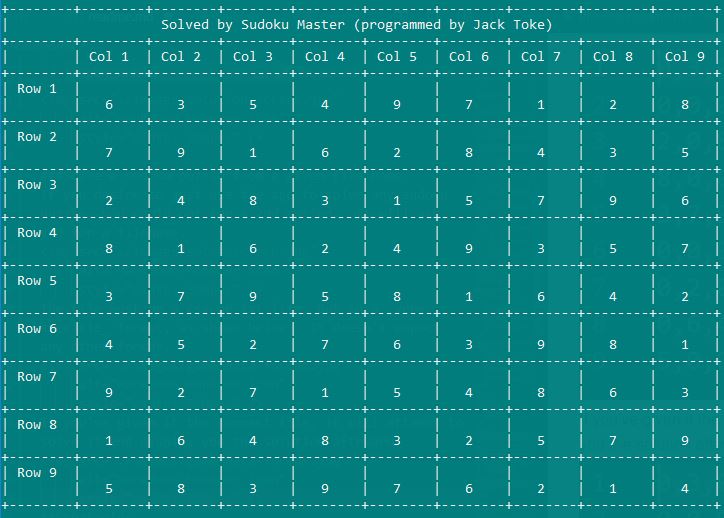 Solved by Sudoku Master (programmed by Jack Toke)
Col 1 Col 2 Col 3 Col 4 Col 5 Col 6 Col 7 Col 8 Col 9
Row 1
6 3 5 4 9 7 1 2 8
Row 2
7 9 1 6 2 8 4 3 5
Row 3
2 4 8 3 1 5 7 9 6
Row 4
8 1 6 2 4 9 3 5 7
Row 5
3 7 9 5 8 1 6 4 2
Row 6
4 5 2 7 6 3 9 8 1
Row 7
9 2 7 1 5 4 8 6 3
Row 8
1 6 4 8 3 2 5 7 9
Row 9
5 8 3 9 7 6 2 1 4